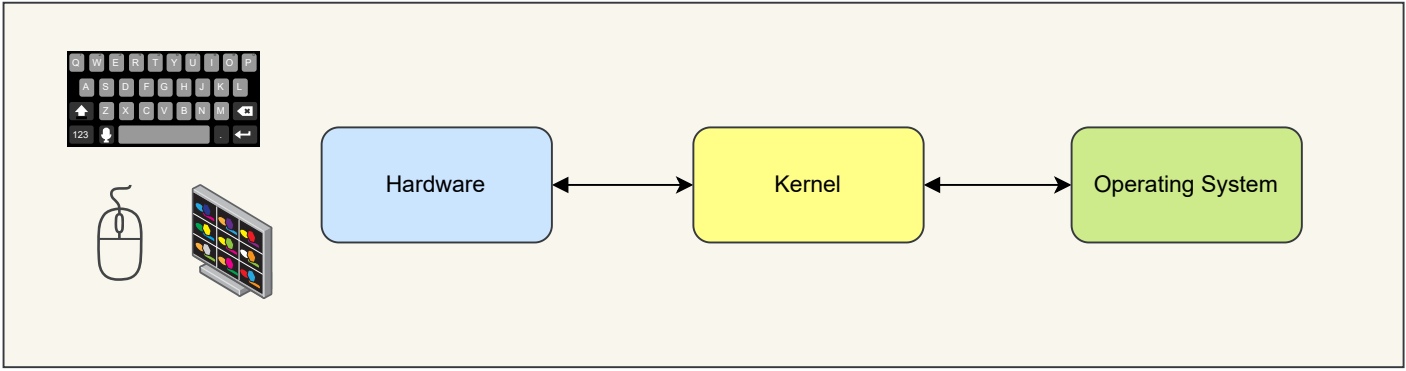 Q W E R T Y U I O P
A S D F G H J K L
Z X C V B N M
123 .
Hardware
Kernel
Operating System